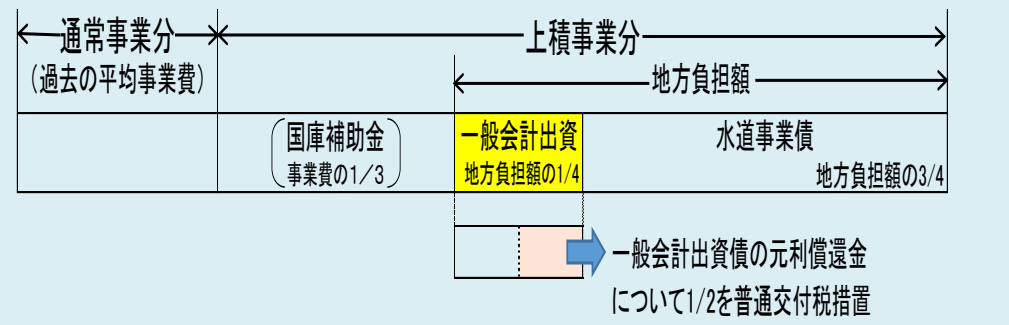 通常事業分
(過去の平均事業費)
上積事業分
地方負担額
国庫補助金
事業費の1/3
一般会計出資
地方負担額の1/4
水道事業債
地方負担額の3/4
一般会計出資債の元利償還金
について1/2を普通交付税措置